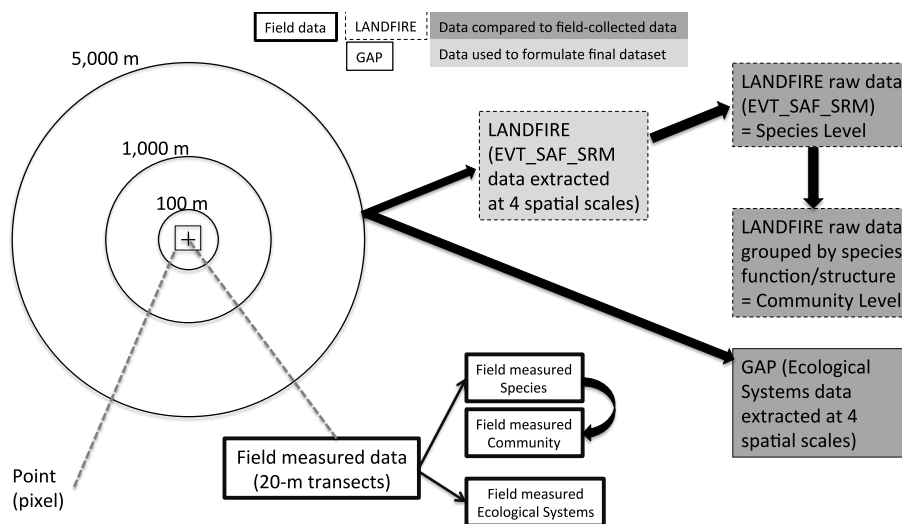 Field data
LANDFIRE
Data compared to field-collected data
GAP
Data used to formulate final dataset
5,000 m
1,000 m
100 m
LANDFIRE
(EVT_SAF_SRM
data extracted
at 4 spatial scales)
LANDFIRE raw data
(EVT_SAF_SRM)
= Species Level
LANDFIRE raw data
grouped by species
function/structure
= Community Level
GAP (Ecological
Systems data
extracted at 4
spatial scales)
Field measured
Species
Field measured
Community
Field measured data
(20-m transects)
Field measured
Ecological Systems
Point
(pixel)